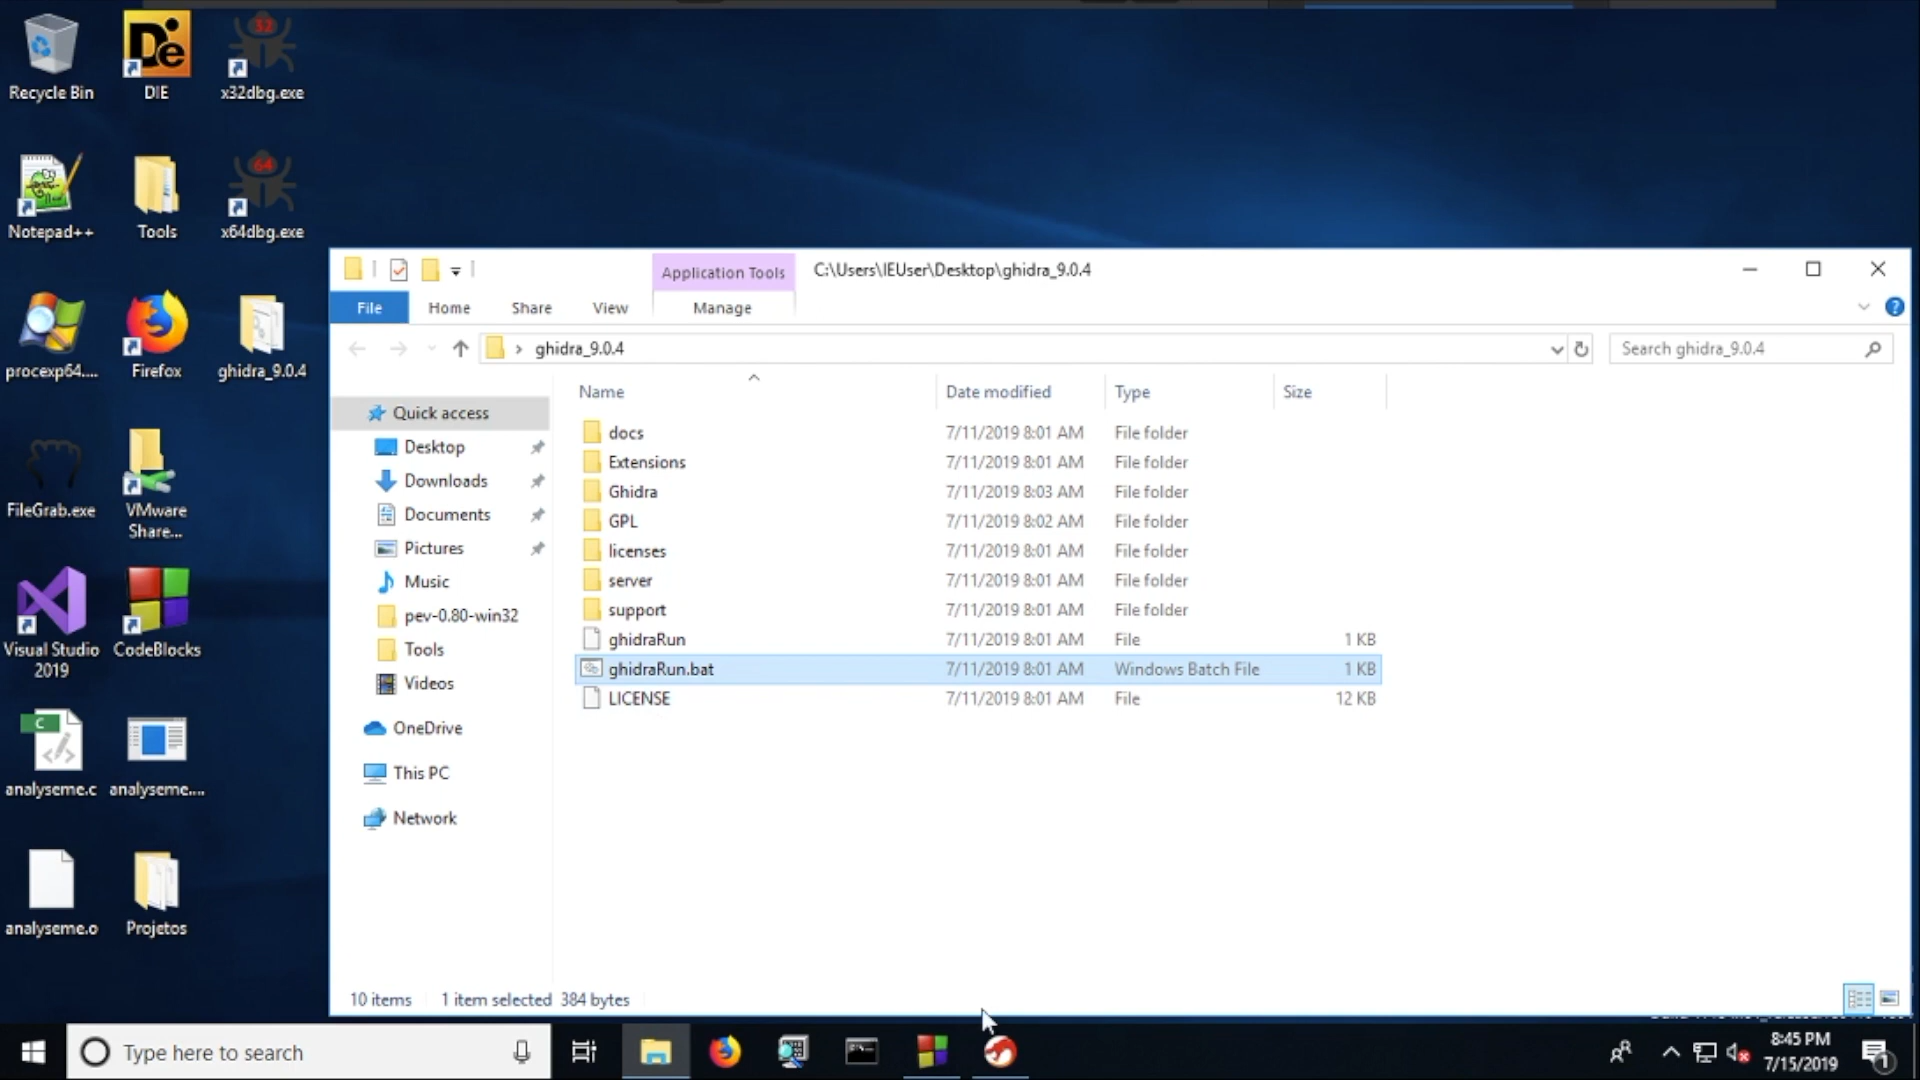 Recycle Bin
DIE
32
x32dbg.exe
Notepad++
Tools
64
x64dbg.exe
procexp64....
Firefox
ghidra_9.0.4
FileGrab.exe
VMware
Share...
Visual Studio
2019
CodeBlocks
analyseme.c
analyseme....
analyseme.o
Projetos
Application Tools
C:\Users\IEUser\Desktop\ghidra_9.0.4
File
Home
Share
View
Manage
ghidra_9.0.4
Search ghidra_9.0.4
Name
Date modified
Type
Size
Quick access
Desktop
Downloads
Documents
Pictures
Music
pev-0.80-win32
Tools
Videos
OneDrive
This PC
Network
docs 7/11/2019 8:01 AM File folder
Extensions 7/11/2019 8:01 AM File folder
Ghidra 7/11/2019 8:03 AM File folder
GPL 7/11/2019 8:02 AM File folder
licenses 7/11/2019 8:01 AM File folder
server 7/11/2019 8:01 AM File folder
support 7/11/2019 8:01 AM File folder
ghidraRun 7/11/2019 8:01 AM File 1 KB
ghidraRun.bat 7/11/2019 8:01 AM Windows Batch File 1 KB
LICENSE 7/11/2019 8:01 AM File 12 KB
10 items 1 item selected 384 bytes
Type here to search
8:45 PM
7/15/2019
1